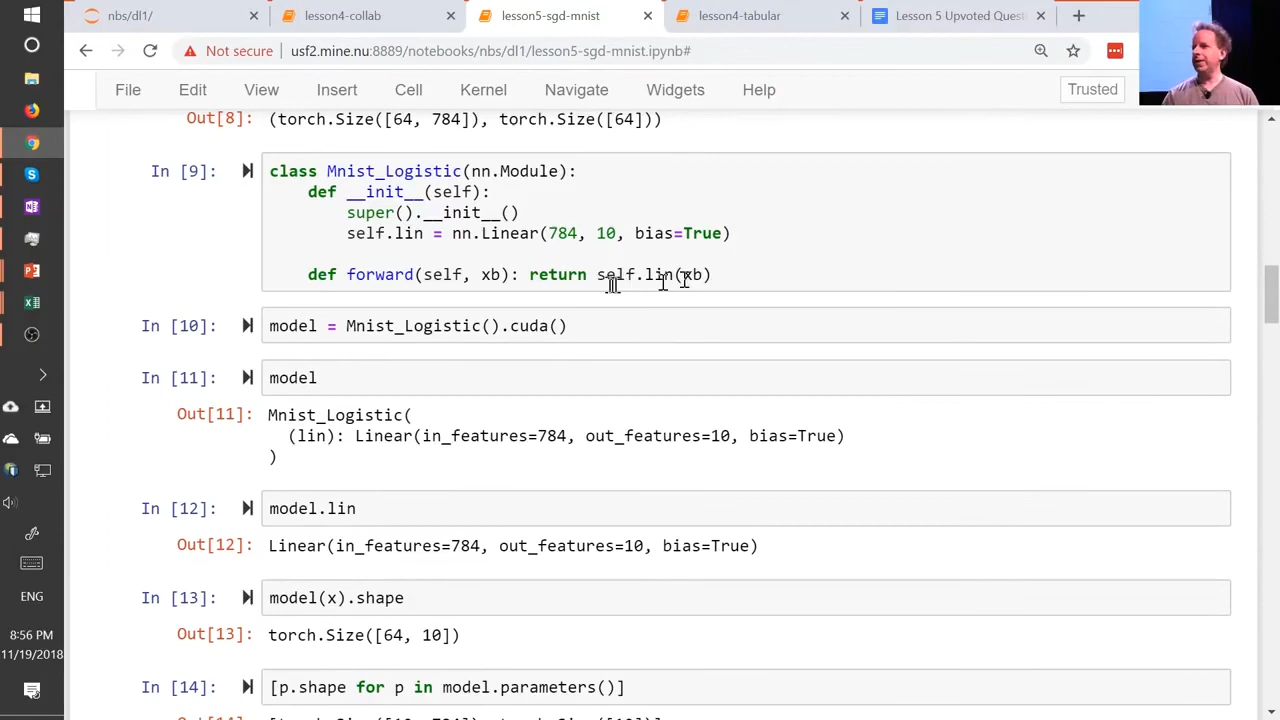 nbs/dl1/
lesson4-collab
lesson5-sgd-mnist
lesson4-tabular
Lesson 5 Upvoted Quest
Not secure usf2.mine.nu:8889/notebooks/nbs/dl1/lesson5-sgd-mnist.ipynb#
File Edit View Insert Cell Kernel Navigate Widgets Help Trusted
Out[8]: (torch.Size([64, 784]), torch.Size([64]))
In [9]: class Mnist_Logistic(nn.Module):
def __init__(self):
super().__init__()
self.lin = nn.Linear(784, 10, bias=True)
def forward(self, xb): return self.lin(xb)
In [10]: model = Mnist_Logistic().cuda()
In [11]: model
Out[11]: Mnist_Logistic(
(lin): Linear(in_features=784, out_features=10, bias=True)
)
In [12]: model.lin
Out[12]: Linear(in_features=784, out_features=10, bias=True)
In [13]: model(x).shape
Out[13]: torch.Size([64, 10])
In [14]: [p.shape for p in model.parameters()]
ENG
8:56 PM
11/19/2018